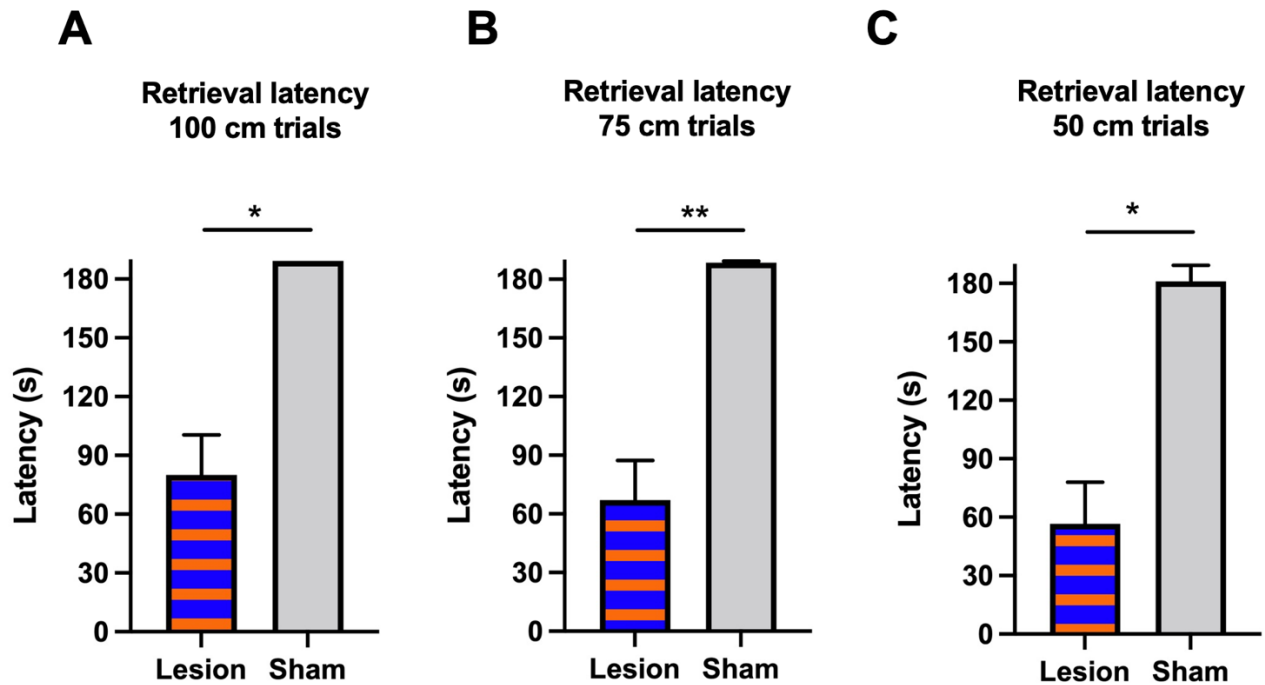 A
Retrieval latency
100 cm trials
*
Latency (s)
180
150
120
90
60
30
0
Lesion Sham
B
Retrieval latency
75 cm trials
**
Latency (s)
180
150
120
90
60
30
0
Lesion Sham
C
Retrieval latency
50 cm trials
*
Latency (s)
180
150
120
90
60
30
0
Lesion Sham